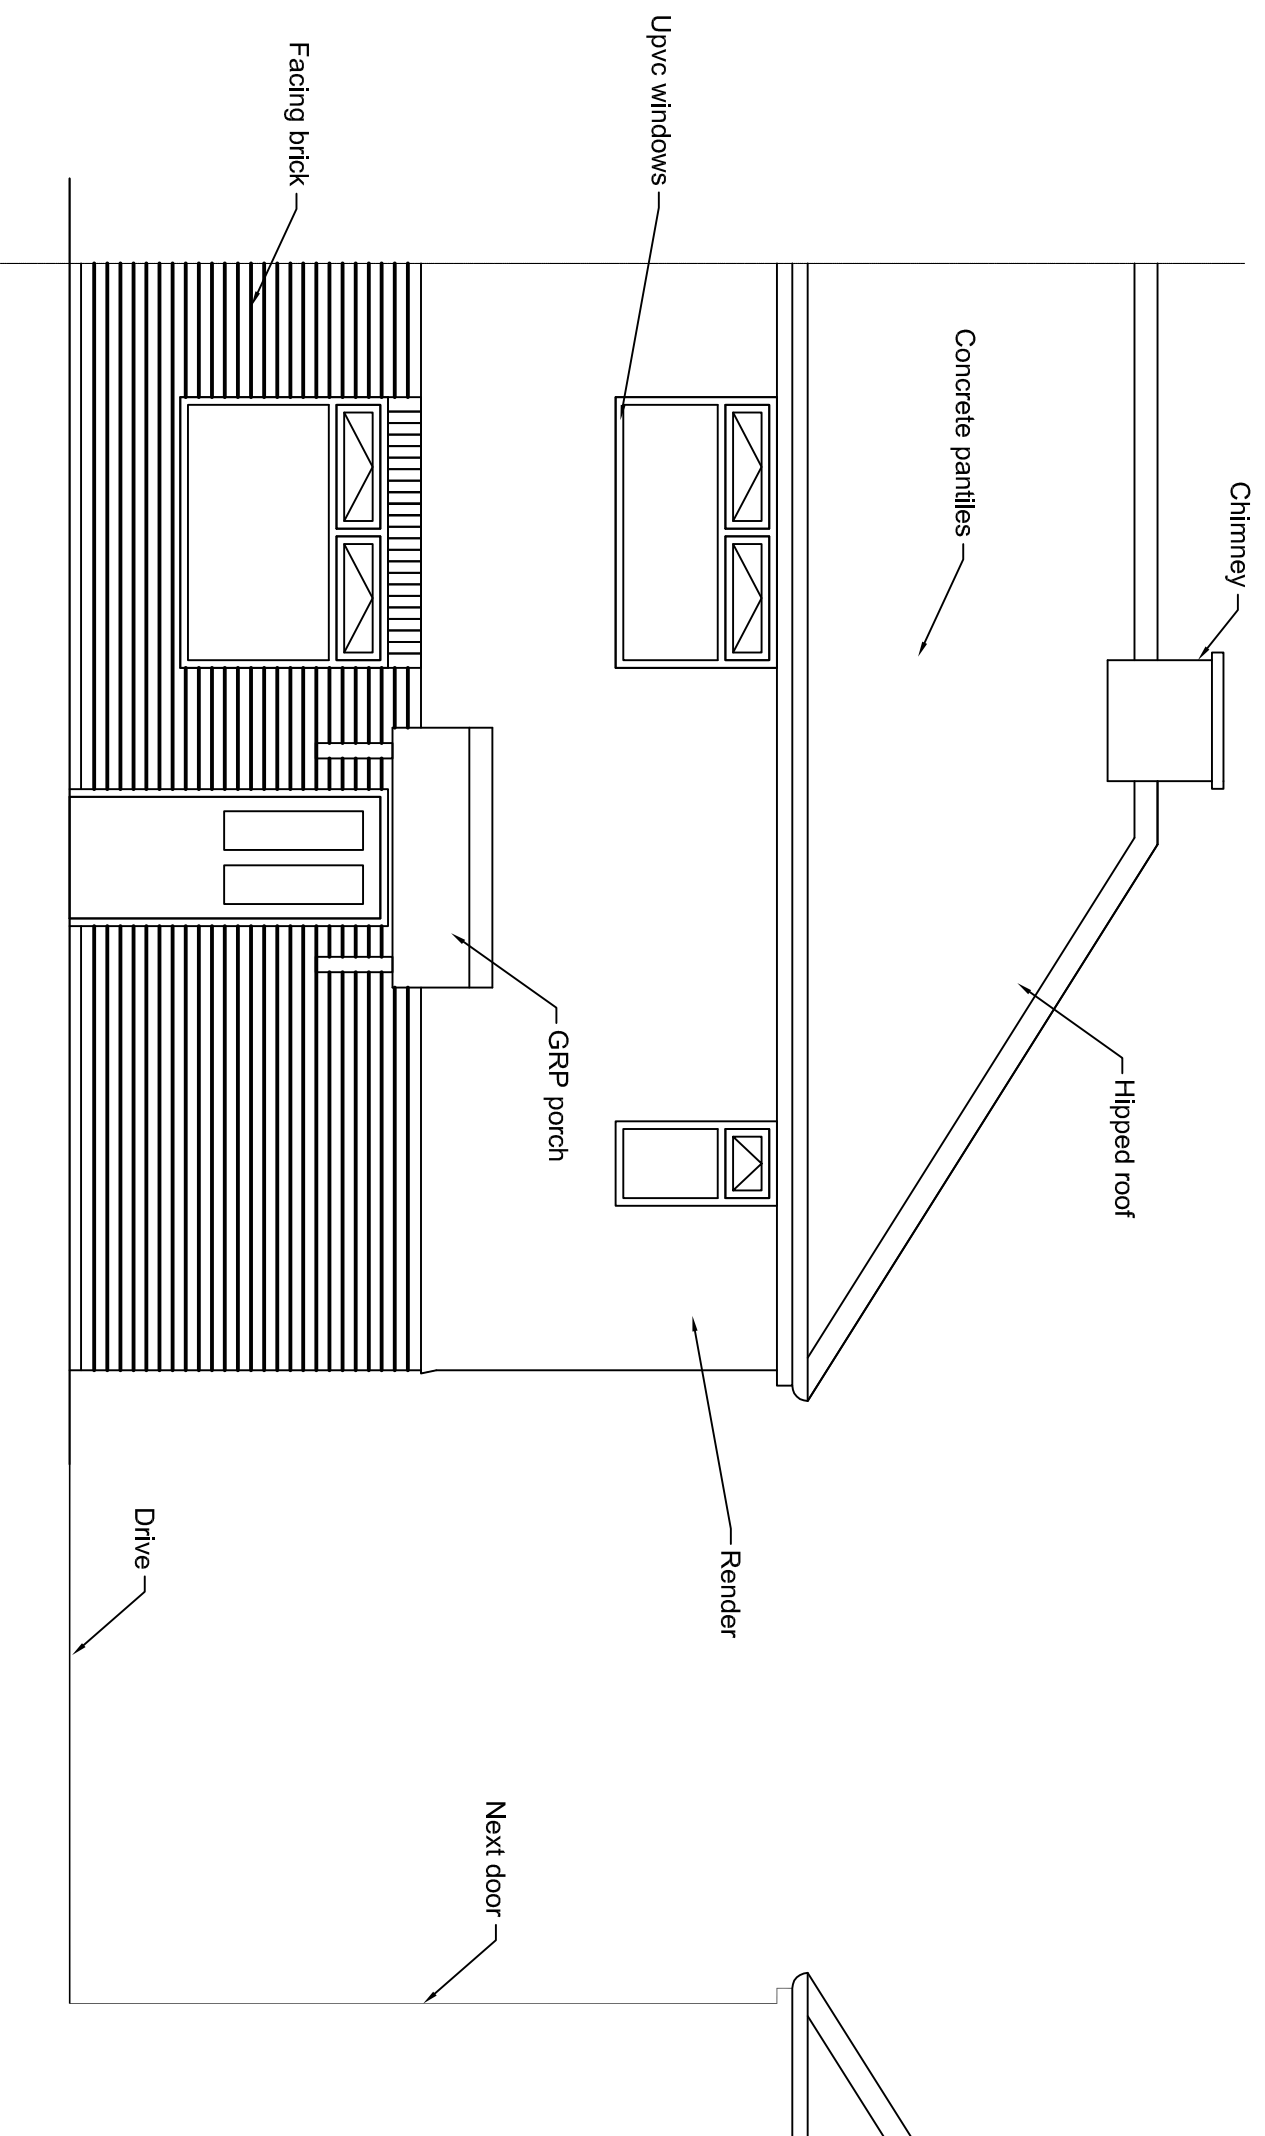 Chimney
Hipped roof
Concrete pantiles
Upvc windows
Render
GRP porch
Next door
Facing brick
Drive